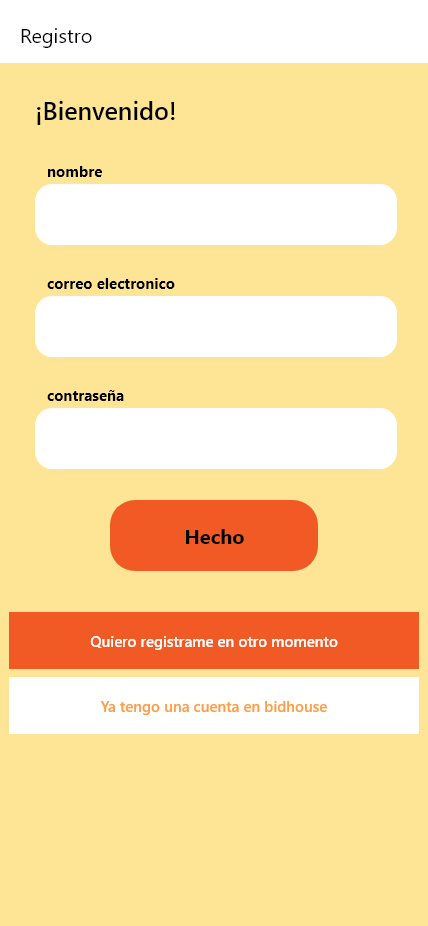 Registro
¡Bienvenido!
nombre
correo electronico
contraseña
Hecho
Quiero registrame en otro momento
Ya tengo una cuenta en bidhouse